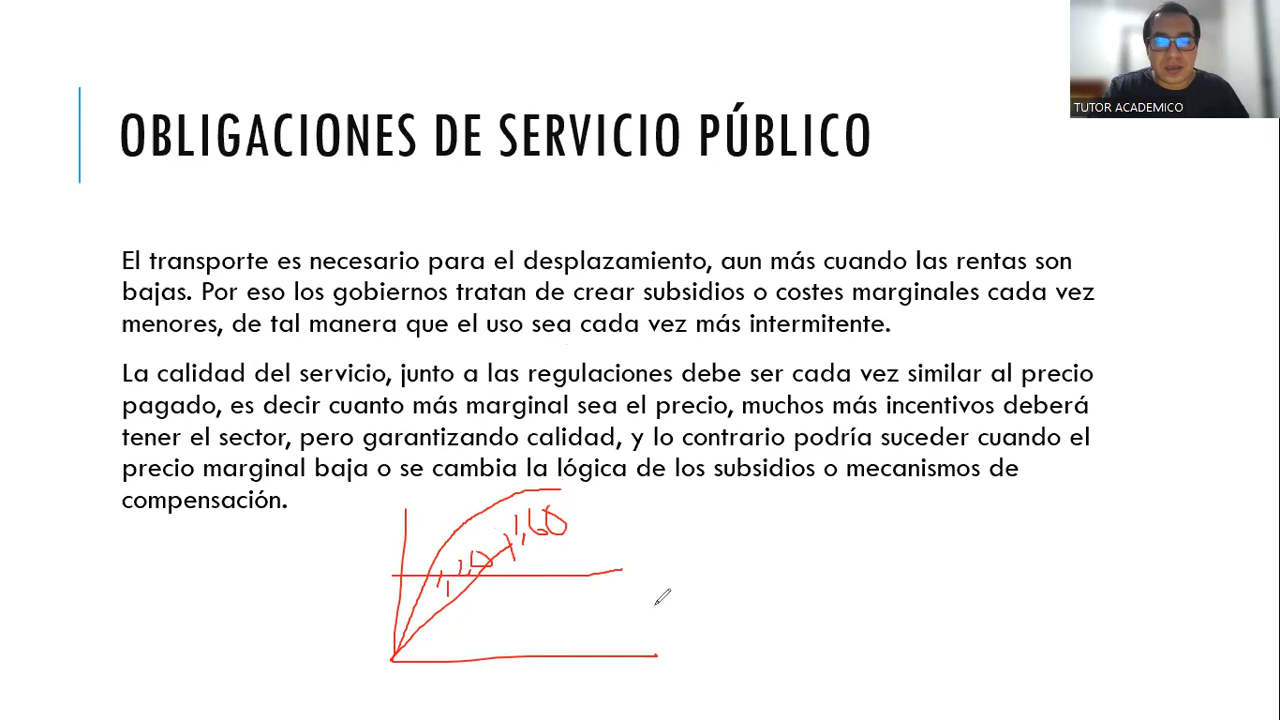 TUTOR ACADEMICO
OBLIGACIONES DE SERVICIO PÚBLICO
El transporte es necesario para el desplazamiento, aun más cuando las rentas son
bajas. Por eso los gobiernos tratan de crear subsidios o costes marginales cada vez
menores, de tal manera que el uso sea cada vez más intermitente.
La calidad del servicio, junto a las regulaciones debe ser cada vez similar al precio
pagado, es decir cuanto más marginal sea el precio, muchos más incentivos deberá
tener el sector, pero garantizando calidad, y lo contrario podría suceder cuando el
precio marginal baja o se cambia la lógica de los subsidios o mecanismos de
compensación.